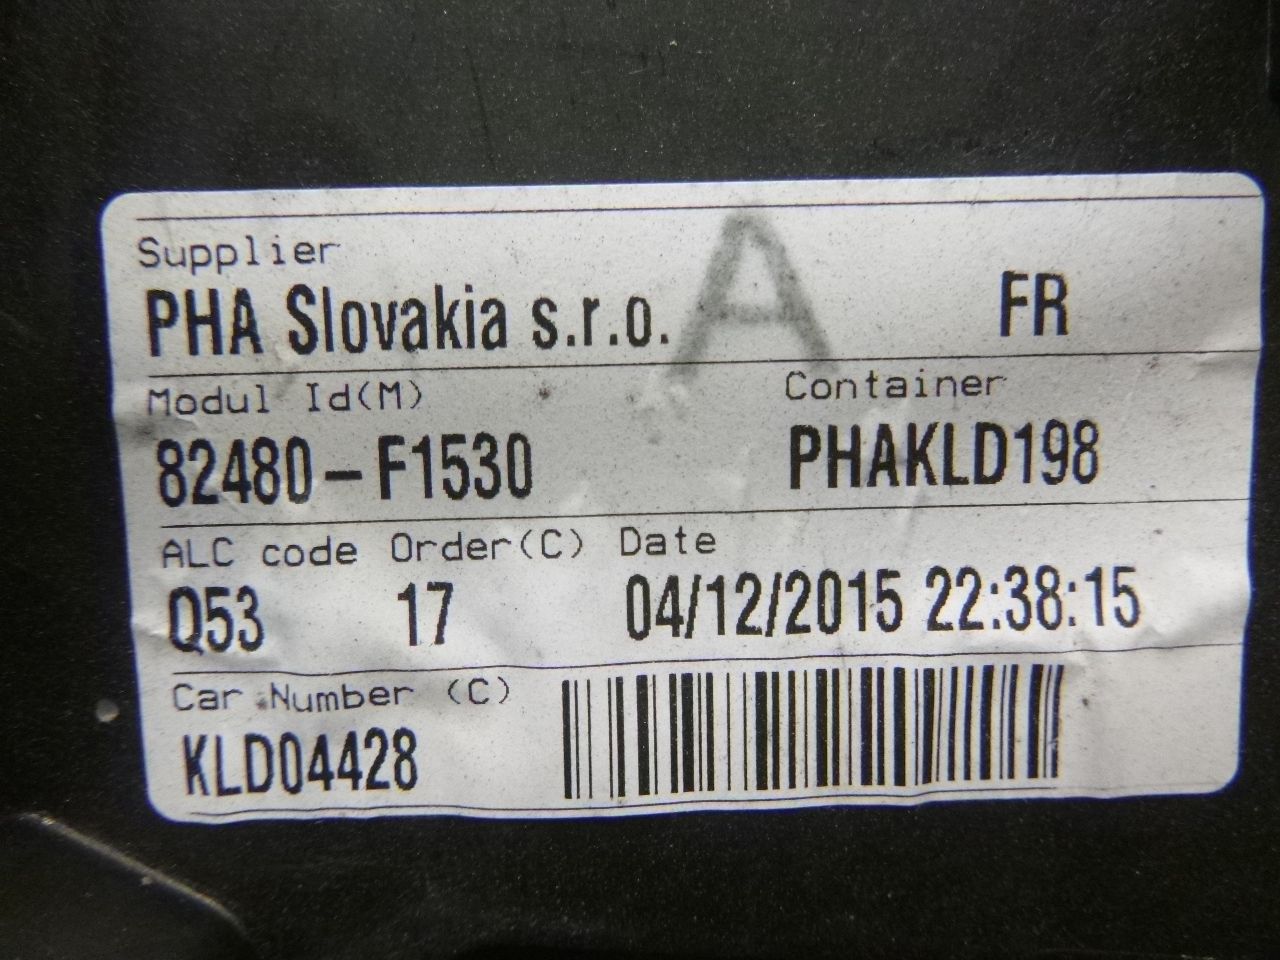 Supplier
PHA Slovakia s.r.o. A FR
Modul Id(M) Container
82480-F1530 PHAKLD198
ALC code Order(C) Date
Q53 17 04/12/2015 22:38:15
Car Number (C)
KLD04428